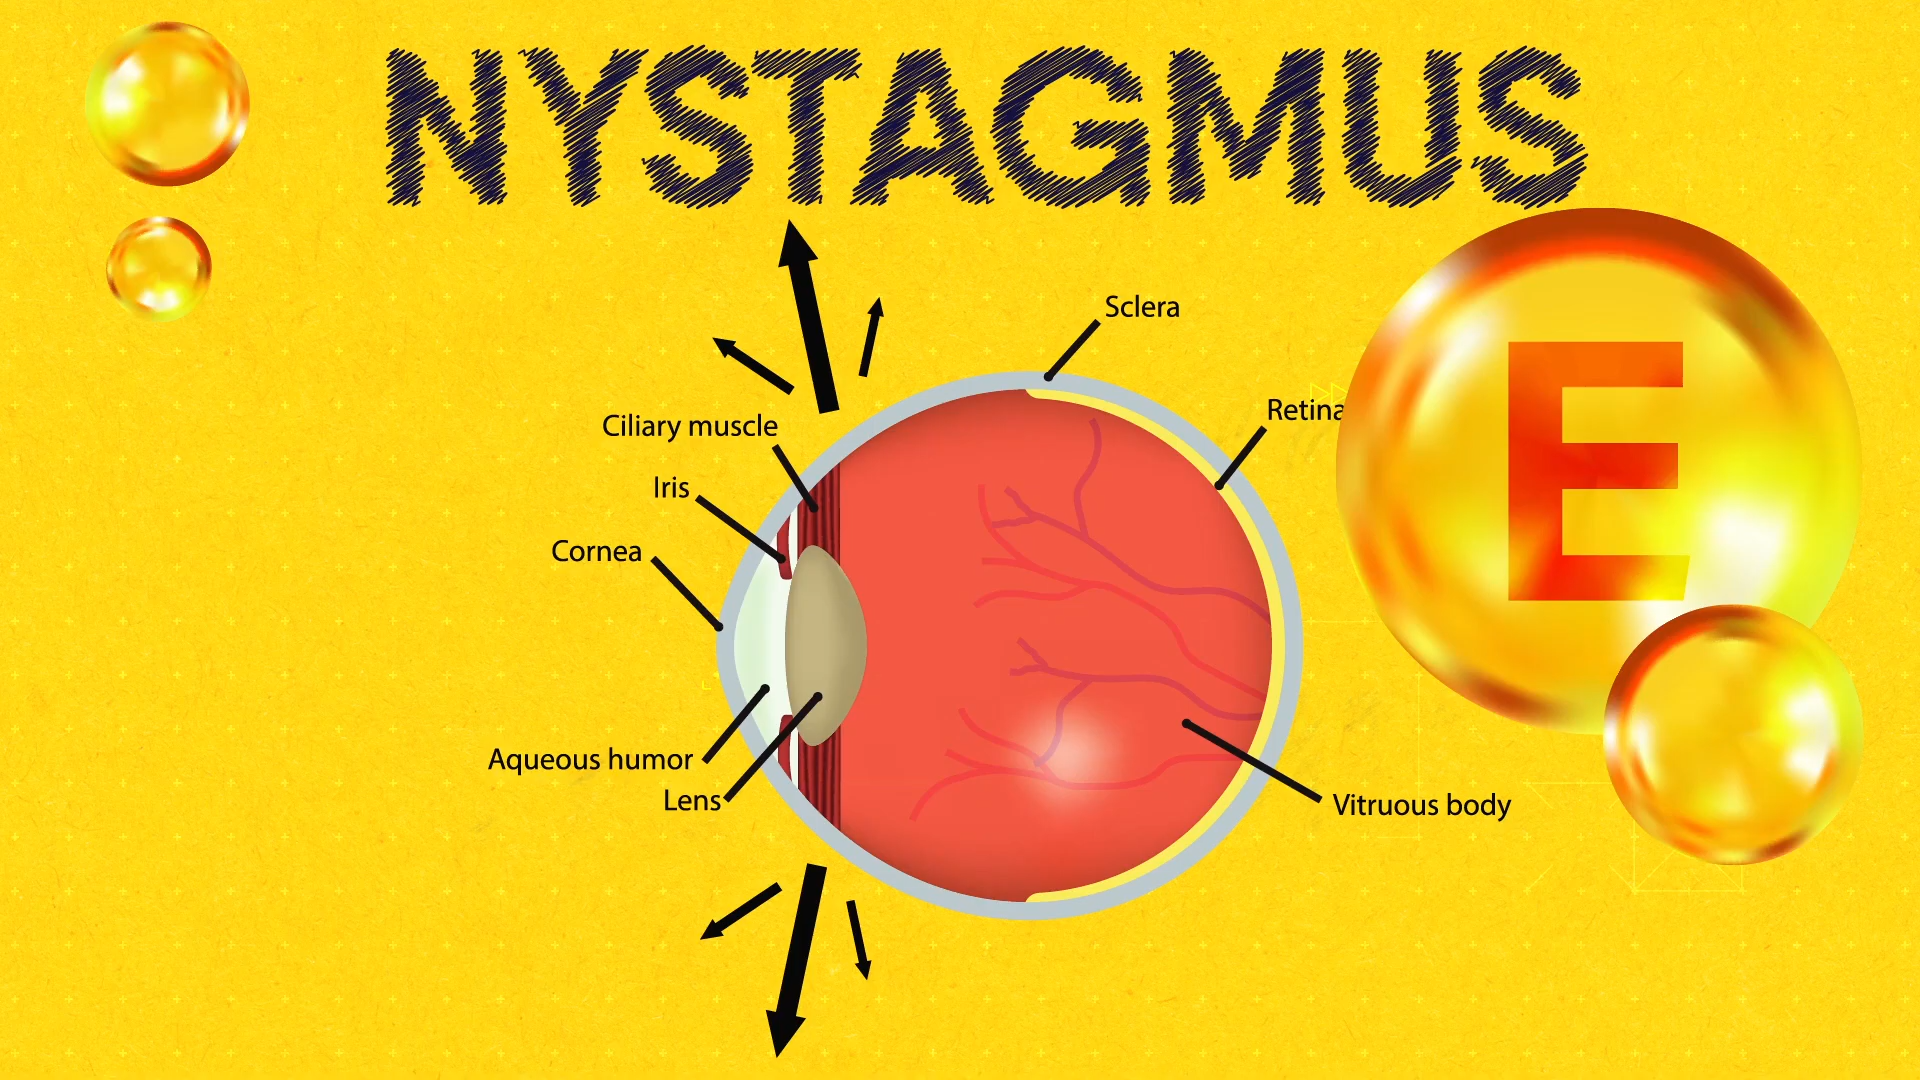 NYSTAGMUS
Sclera
Retina
Ciliary muscle
Iris
Cornea
E
Aqueous humor
Lens
Vitruous body